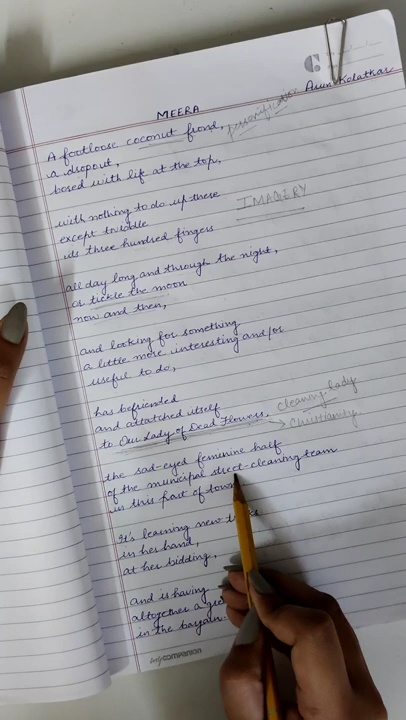 MEERA
Arun Kolatkar
A footloose coconut frond, personification
a dropout,
bored with life at the top,
with nothing to do up there
except twiddle
its three hundred fingers
IMAGERY
all day long and through the night,
or tickle the moon
now and then,
and looking for something
a little more interesting and/or
useful to do,
has befriended
and attatched itself
to Our Lady of Dead Flowers,
cleaning lady
→ Christianity
the sad-eyed feminine half
of the municipal street-cleaning team
in this part of town
It's learning new
in her hand,
at her bidding,
and is having
altogether a
in the bargain.
companion